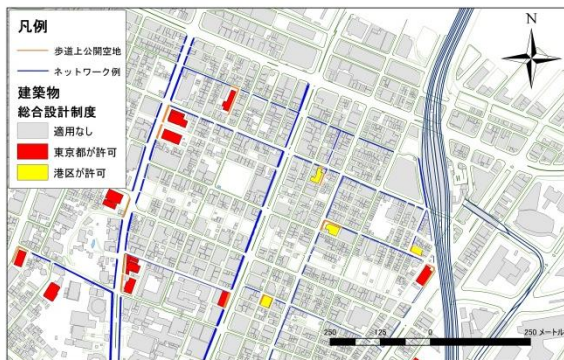 凡例
歩道上公開空地
ネットワーク例
建築物
総合設計制度
適用なし
東京都が許可
港区が許可
N
250 125 0 250 メートル